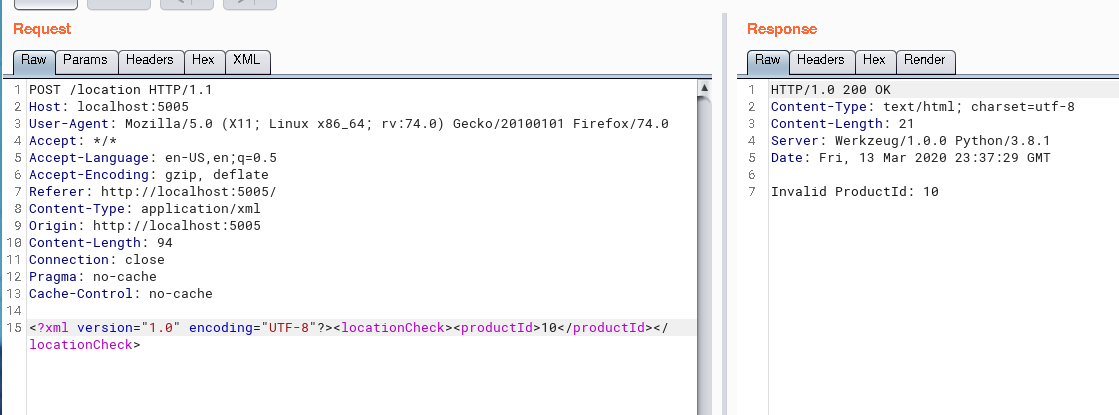 Request
Raw Params Headers Hex XML
1 POST /location HTTP/1.1
2 Host: localhost:5005
3 User-Agent: Mozilla/5.0 (X11; Linux x86_64; rv:74.0) Gecko/20100101 Firefox/74.0
4 Accept: */*
5 Accept-Language: en-US,en;q=0.5
6 Accept-Encoding: gzip, deflate
7 Referer: http://localhost:5005/
8 Content-Type: application/xml
9 Origin: http://localhost:5005
10 Content-Length: 94
11 Connection: close
12 Pragma: no-cache
13 Cache-Control: no-cache
14
15 <?xml version="1.0" encoding="UTF-8"?><locationCheck><productId>10</productId></
locationCheck>
Response
Raw Headers Hex Render
1 HTTP/1.0 200 OK
2 Content-Type: text/html; charset=utf-8
3 Content-Length: 21
4 Server: Werkzeug/1.0.0 Python/3.8.1
5 Date: Fri, 13 Mar 2020 23:37:29 GMT
6
7 Invalid ProductId: 10